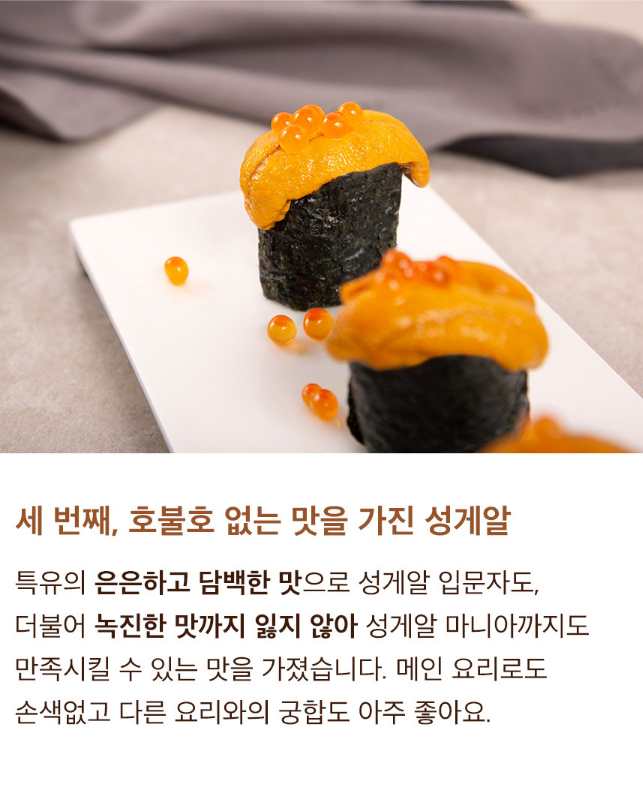 세 번째, 호불호 없는 맛을 가진 성게알
특유의 은은하고 담백한 맛으로 성게알 입문자도,
더불어 녹진한 맛까지 잃지 않아 성게알 마니아까지도
만족시킬 수 있는 맛을 가졌습니다. 메인 요리로도
손색없고 다른 요리와의 궁합도 아주 좋아요.